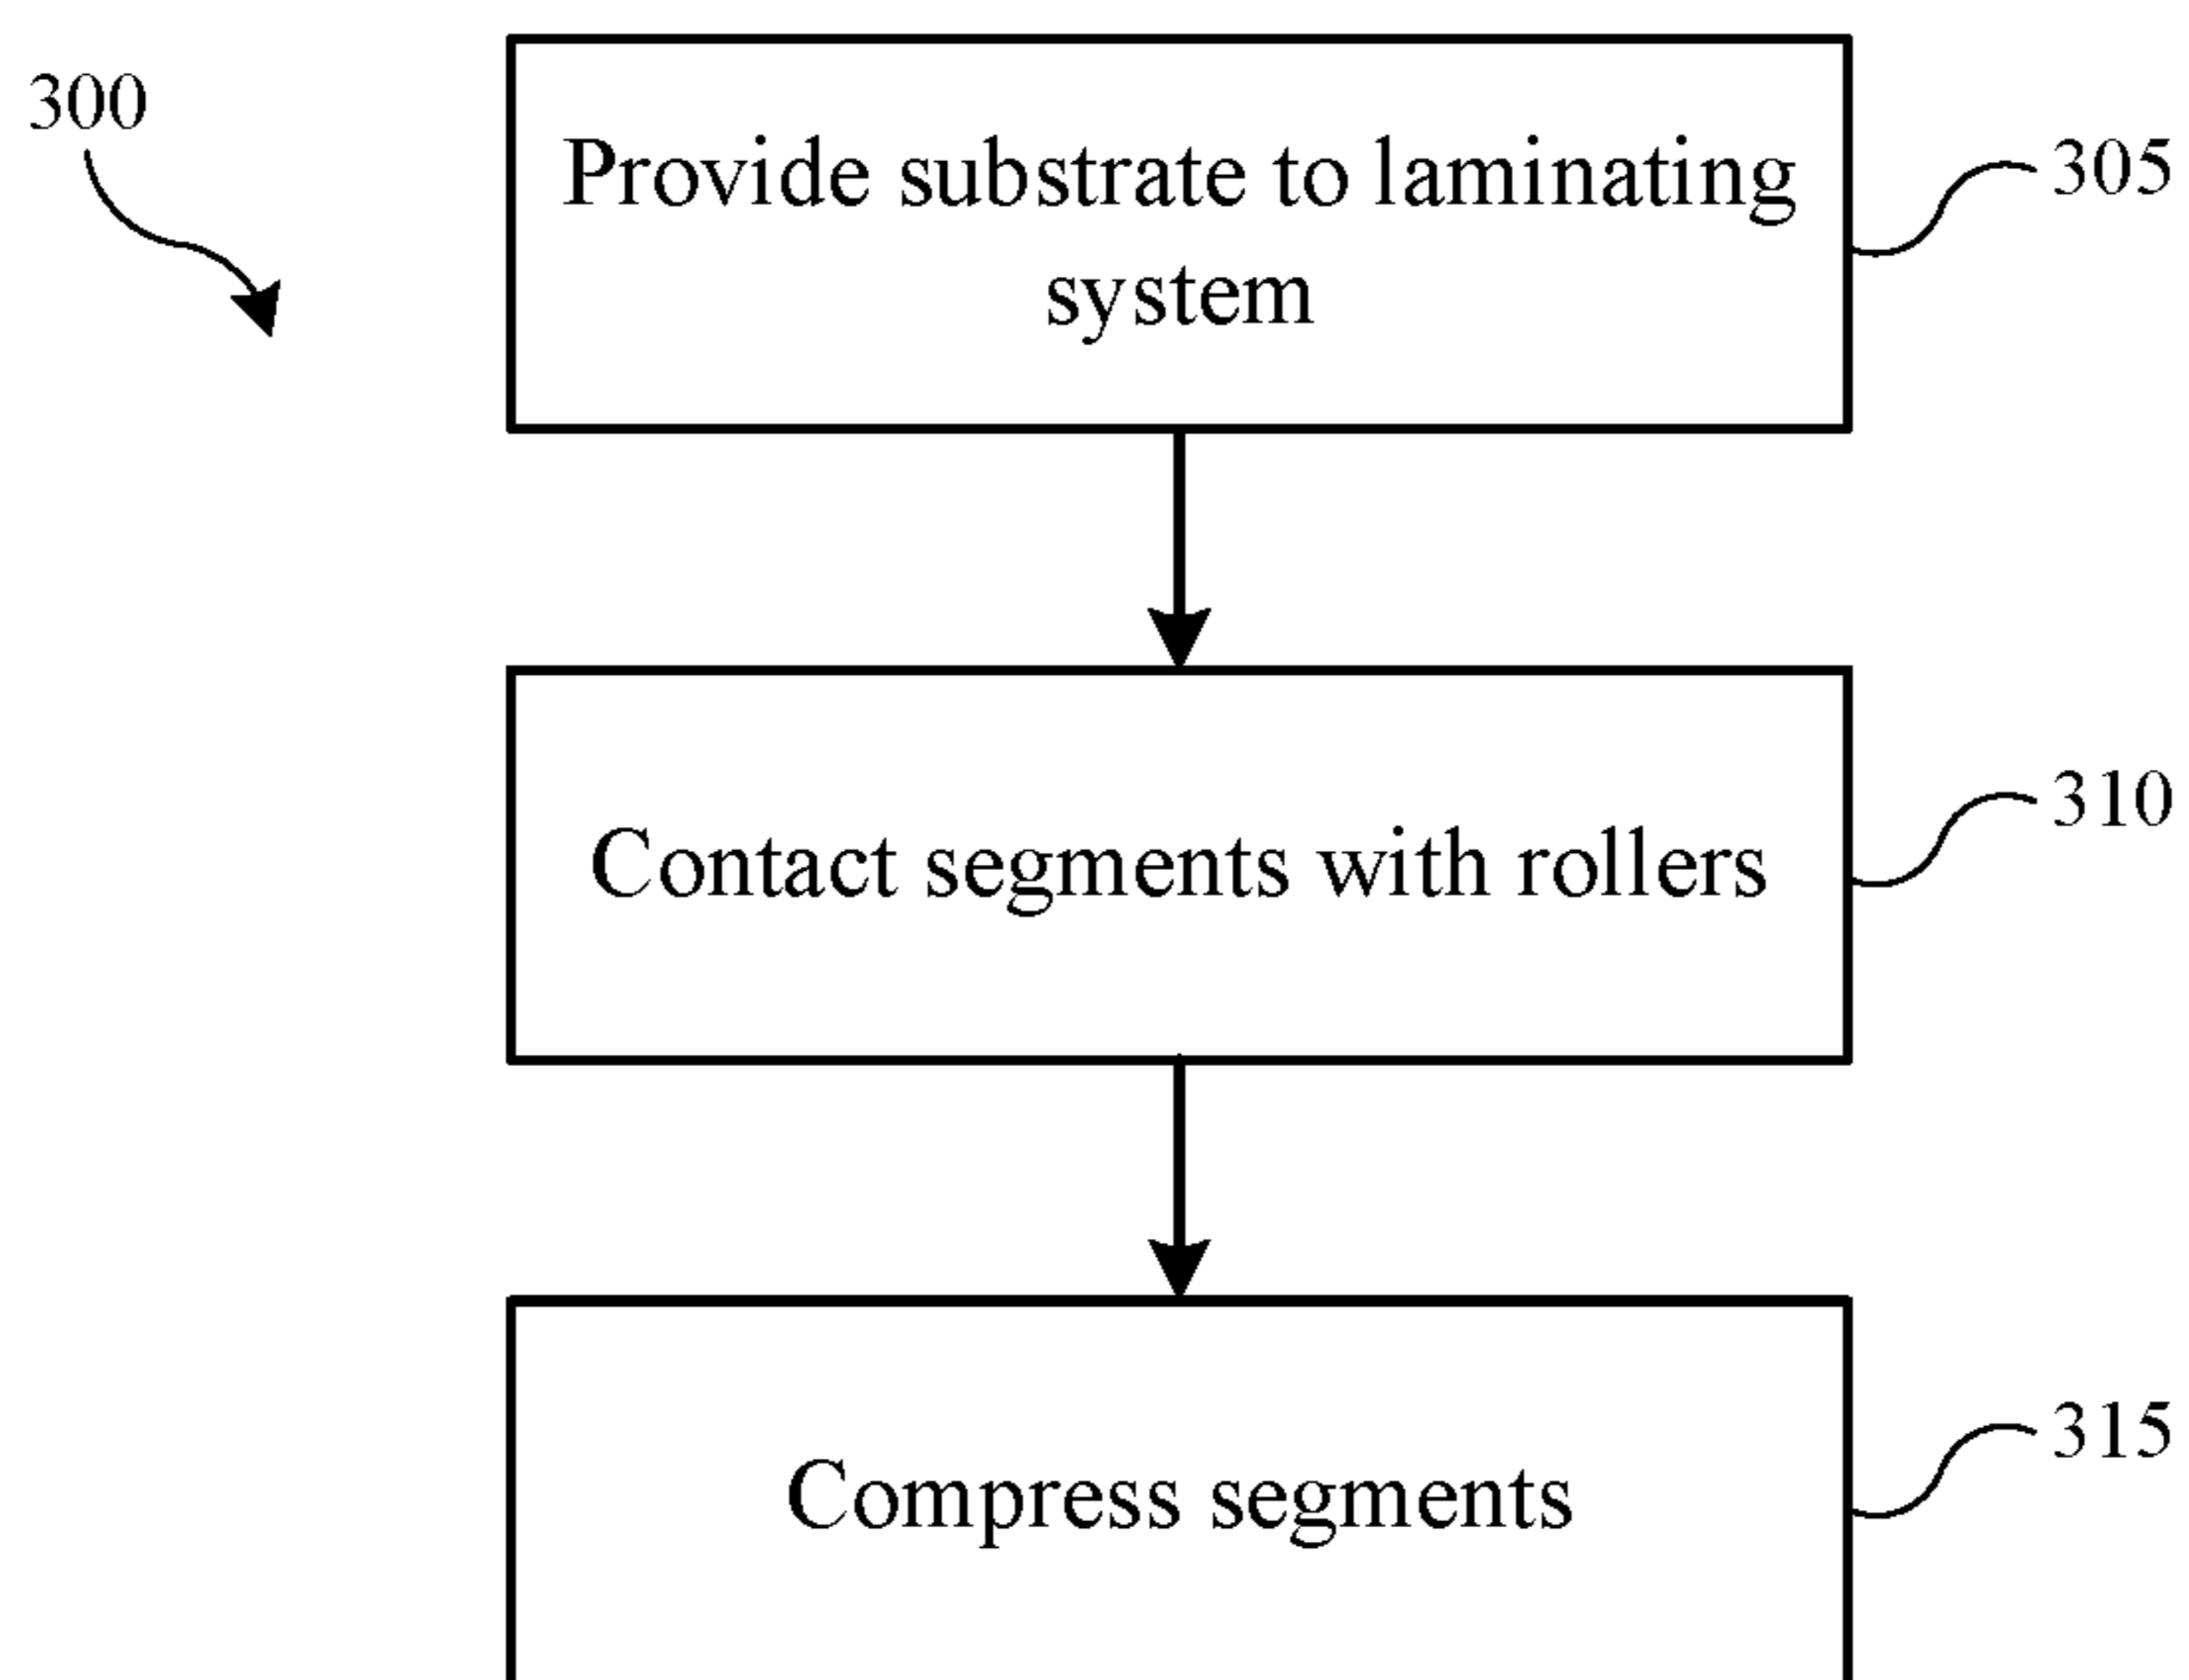 300
Provide substrate to laminating
system
305
Contact segments with rollers
310
Compress segments
315